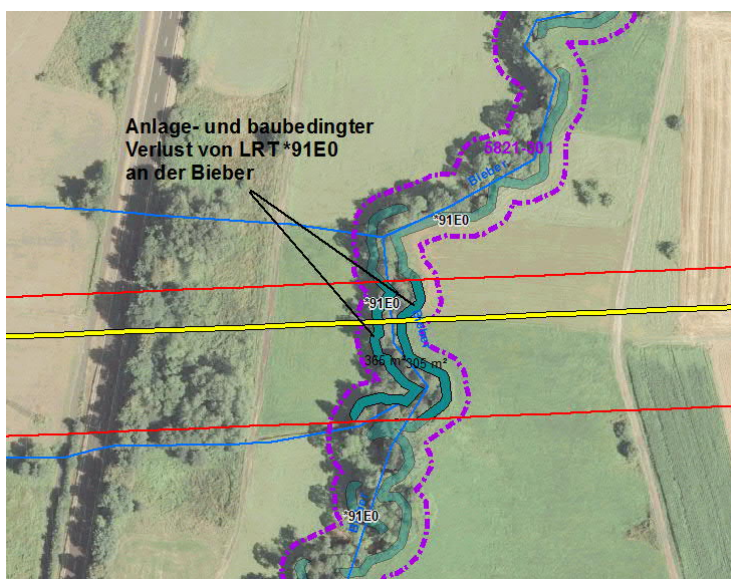 Anlage- und baubedingter
Verlust von LRT *91E0
an der Bieber
5821-301
Bieber
*91E0
*91E0
365 m²
305 m²
*91E0